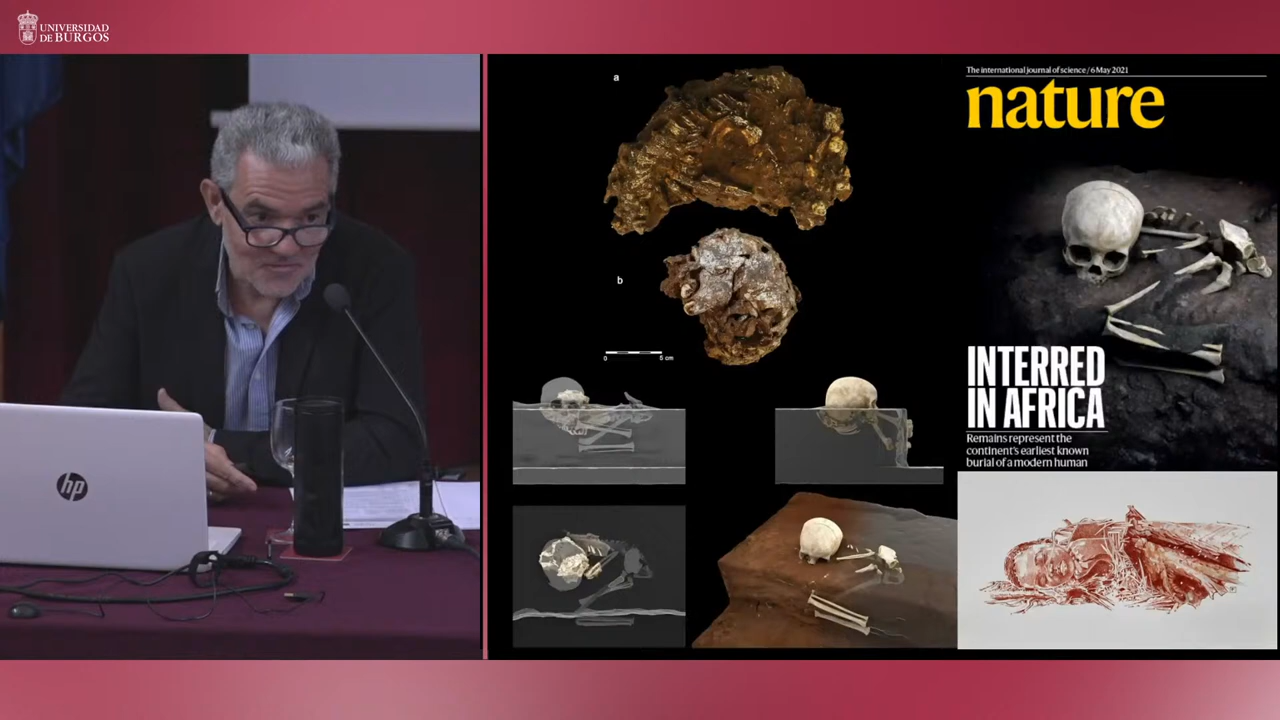 UNIVERSIDAD
DE BURGOS
hp
a
b
0
5 cm
The international journal of science / 6 May 2021
nature
INTERRED
IN AFRICA
Remains represent the
continent's earliest known
burial of a modern human